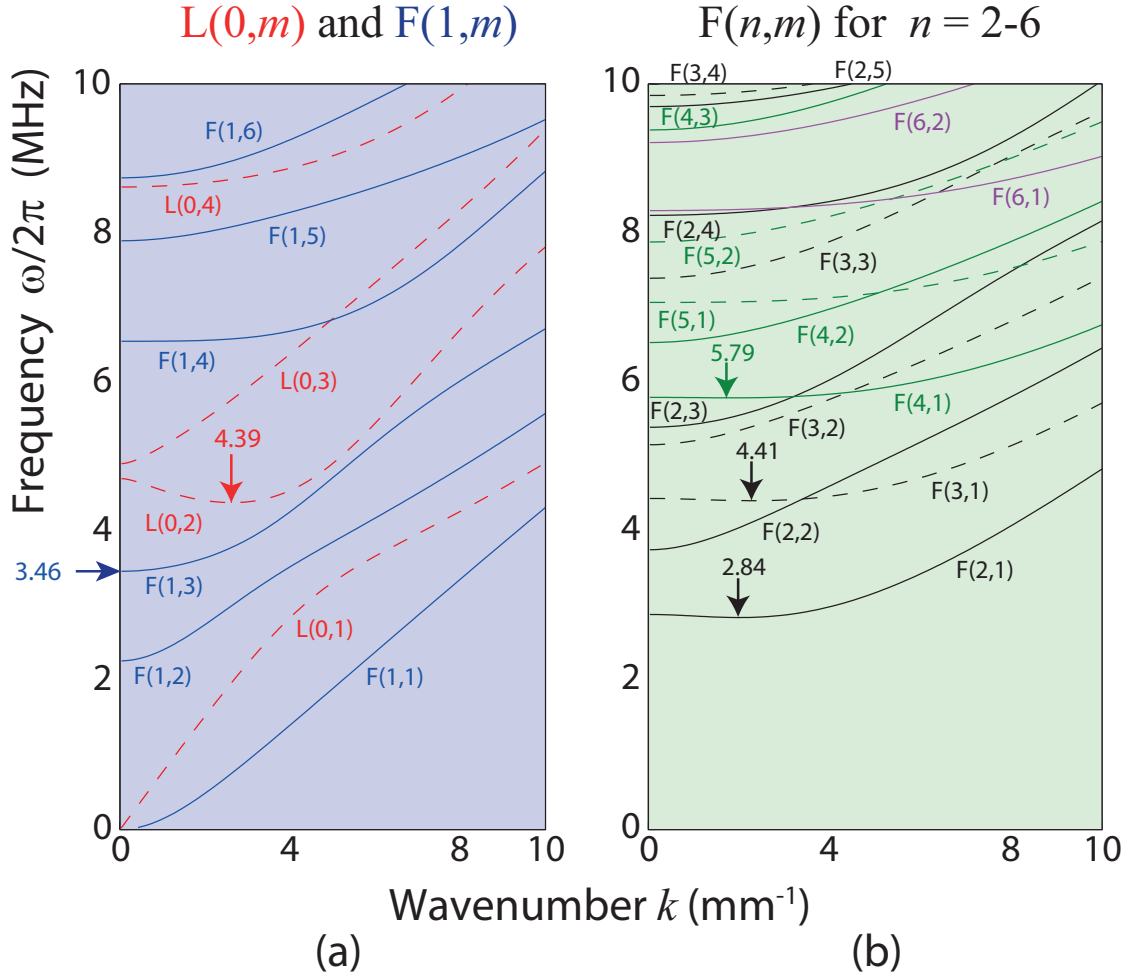 L(0,m) and F(1,m)
F(n,m) for n = 2-6
Frequency ω/2π (MHz)
10
8
6
4
2
0
0
4
8
10
F(1,6)
L(0,4)
F(1,5)
F(1,4)
L(0,3)
4.39
L(0,2)
3.46
F(1,3)
L(0,1)
F(1,2)
F(1,1)
10
8
6
4
2
0
0
4
8
10
F(3,4)
F(2,5)
F(4,3)
F(6,2)
F(6,1)
F(2,4)
F(5,2)
F(3,3)
F(5,1)
F(4,2)
5.79
F(2,3)
F(4,1)
F(3,2)
4.41
F(3,1)
F(2,2)
2.84
F(2,1)
Wavenumber k (mm⁻¹)
(a)
(b)